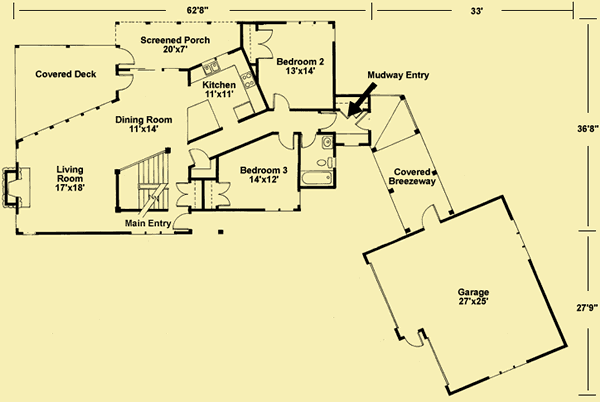 62'8"
33'
Screened Porch
20'x7'
Bedroom 2
13'x14'
Covered Deck
Mudway Entry
Kitchen
11'x11'
Dining Room
11'x14'
36'8"
Living
Room
17'x18'
Bedroom 3
14'x12'
Covered
Breezeway
Main Entry
Garage
27'x25'
27'9"